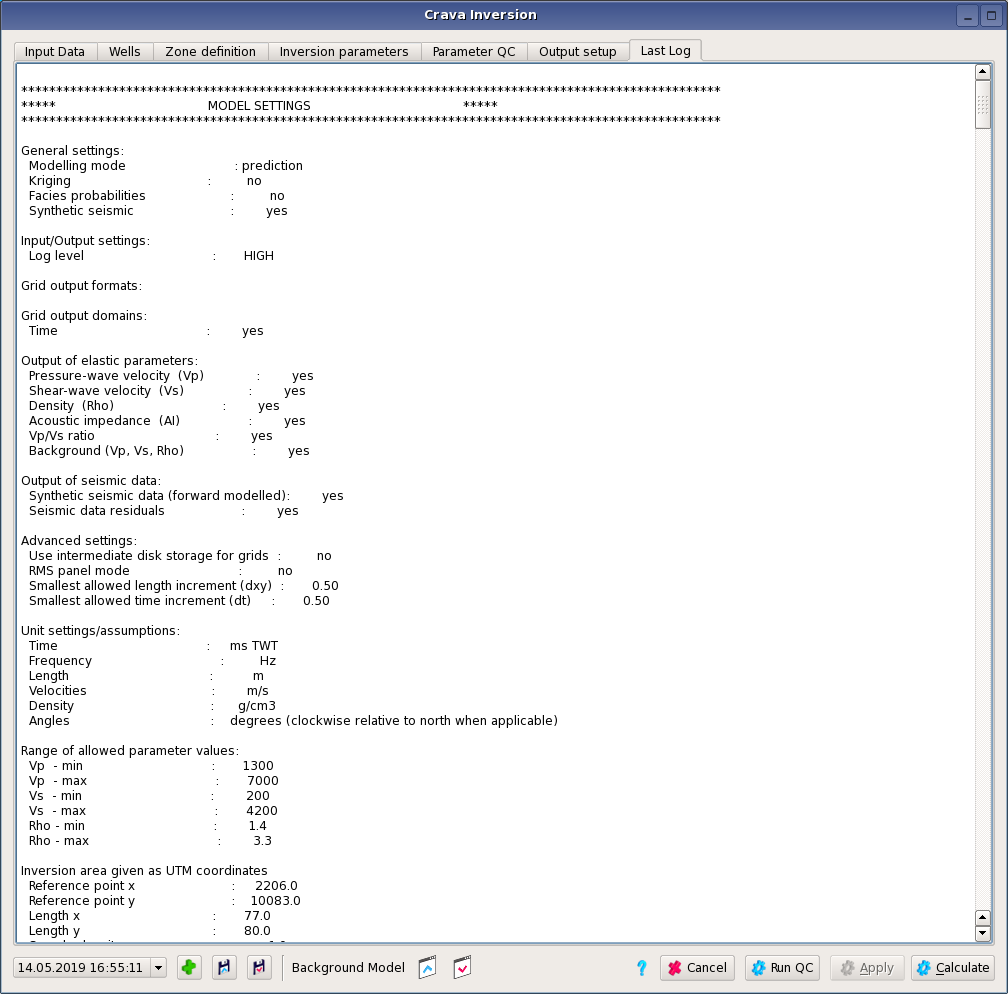 Crava Inversion
Input Data Wells Zone definition Inversion parameters Parameter QC Output setup Last Log
****************************************************************************************************
***** MODEL SETTINGS *****
****************************************************************************************************
General settings:
Modelling mode : prediction
Kriging : no
Facies probabilities : no
Synthetic seismic : yes
Input/Output settings:
Log level : HIGH
Grid output formats:
Grid output domains:
Time : yes
Output of elastic parameters:
Pressure-wave velocity (Vp) : yes
Shear-wave velocity (Vs) : yes
Density (Rho) : yes
Acoustic impedance (AI) : yes
Vp/Vs ratio : yes
Background (Vp, Vs, Rho) : yes
Output of seismic data:
Synthetic seismic data (forward modelled): yes
Seismic data residuals : yes
Advanced settings:
Use intermediate disk storage for grids : no
RMS panel mode : no
Smallest allowed length increment (dxy) : 0.50
Smallest allowed time increment (dt) : 0.50
Unit settings/assumptions:
Time : ms TWT
Frequency : Hz
Length : m
Velocities : m/s
Density : g/cm3
Angles : degrees (clockwise relative to north when applicable)
Range of allowed parameter values:
Vp - min : 1300
Vp - max : 7000
Vs - min : 200
Vs - max : 4200
Rho - min : 1.4
Rho - max : 3.3
Inversion area given as UTM coordinates
Reference point x : 2206.0
Reference point y : 10083.0
Length x : 77.0
Length y : 80.0
14.05.2019 16:55:11 Background Model ? Cancel Run QC Apply Calculate